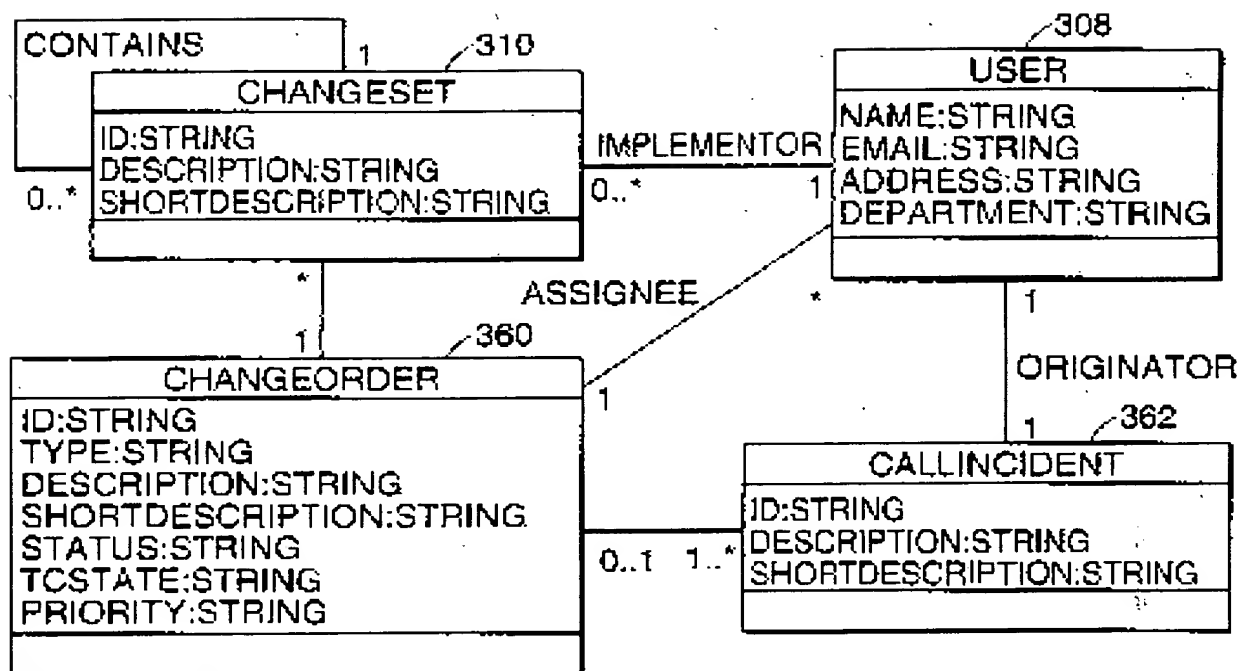 CONTAINS
1
310
CHANGESET
ID:STRING
DESCRIPTION:STRING
SHORTDESCRIPTION:STRING
0..*
IMPLEMENTOR
0..*
1
308
USER
NAME:STRING
EMAIL:STRING
ADDRESS:STRING
DEPARTMENT:STRING
*
1
ASSIGNEE
*
1
1
ORIGINATOR
1
360
CHANGEORDER
ID:STRING
TYPE:STRING
DESCRIPTION:STRING
SHORTDESCRIPTION:STRING
STATUS:STRING
TCSTATE:STRING
PRIORITY:STRING
0..1
1..*
362
CALLINCIDENT
ID:STRING
DESCRIPTION:STRING
SHORTDESCRIPTION:STRING